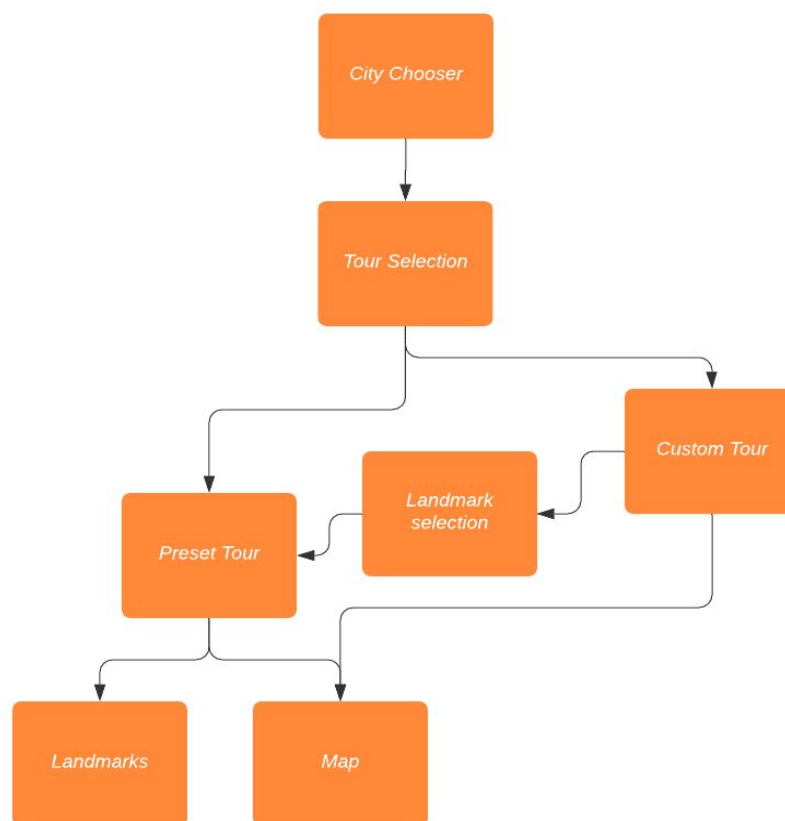 City Chooser
Tour Selection
Custom Tour
Landmark
selection
Preset Tour
Landmarks
Map